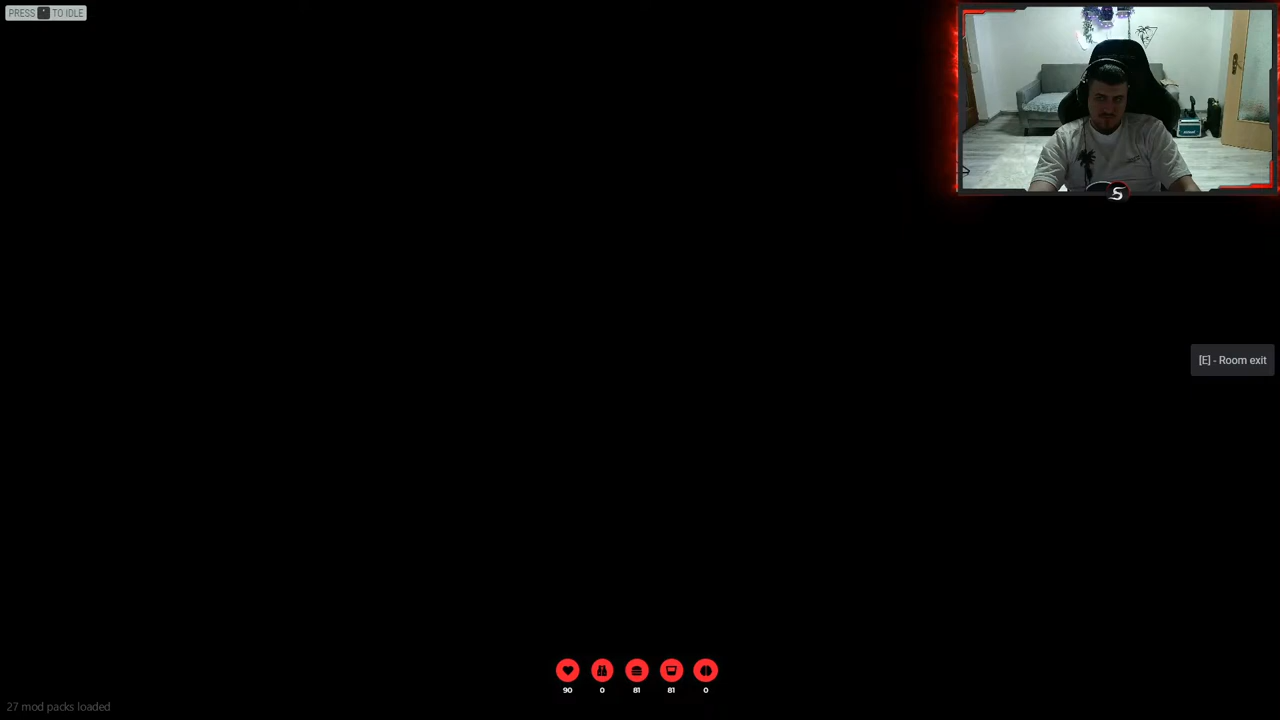 PRESS ' TO IDLE
[E] - Room exit
90 0 81 81 0
27 mod packs loaded